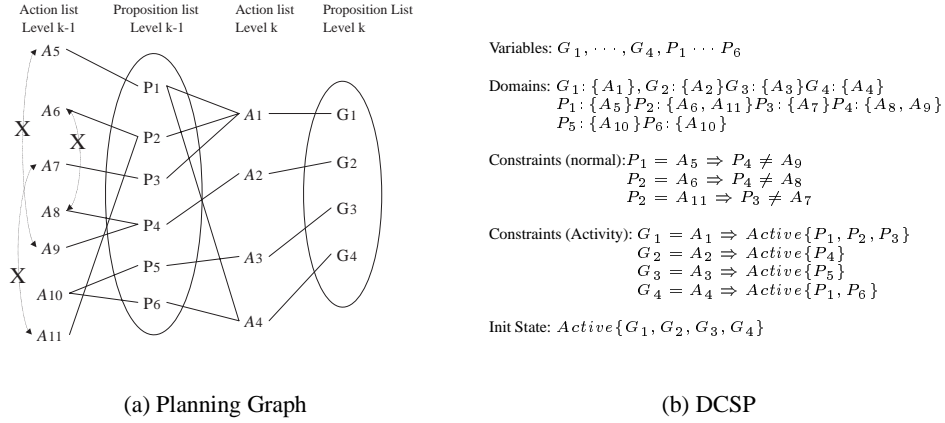 Action list
Level k-1
Proposition list
Level k-1
Action list
Level k
Proposition List
Level k
A5
A6
A7
A8
A9
A10
A11
X
X
X
P1
P2
P3
P4
P5
P6
A1
A2
A3
A4
G1
G2
G3
G4
(a) Planning Graph
Variables: G1, ···, G4, P1 ··· P6
Domains: G1: {A1}, G2: {A2}G3: {A3}G4: {A4}
P1: {A5}P2: {A6, A11}P3: {A7}P4: {A8, A9}
P5: {A10}P6: {A10}
Constraints (normal):P1 = A5 ⇒ P4 ≠ A9
P2 = A6 ⇒ P4 ≠ A8
P2 = A11 ⇒ P3 ≠ A7
Constraints (Activity): G1 = A1 ⇒ Active{P1, P2, P3}
G2 = A2 ⇒ Active{P4}
G3 = A3 ⇒ Active{P5}
G4 = A4 ⇒ Active{P1, P6}
Init State: Active{G1, G2, G3, G4}
(b) DCSP